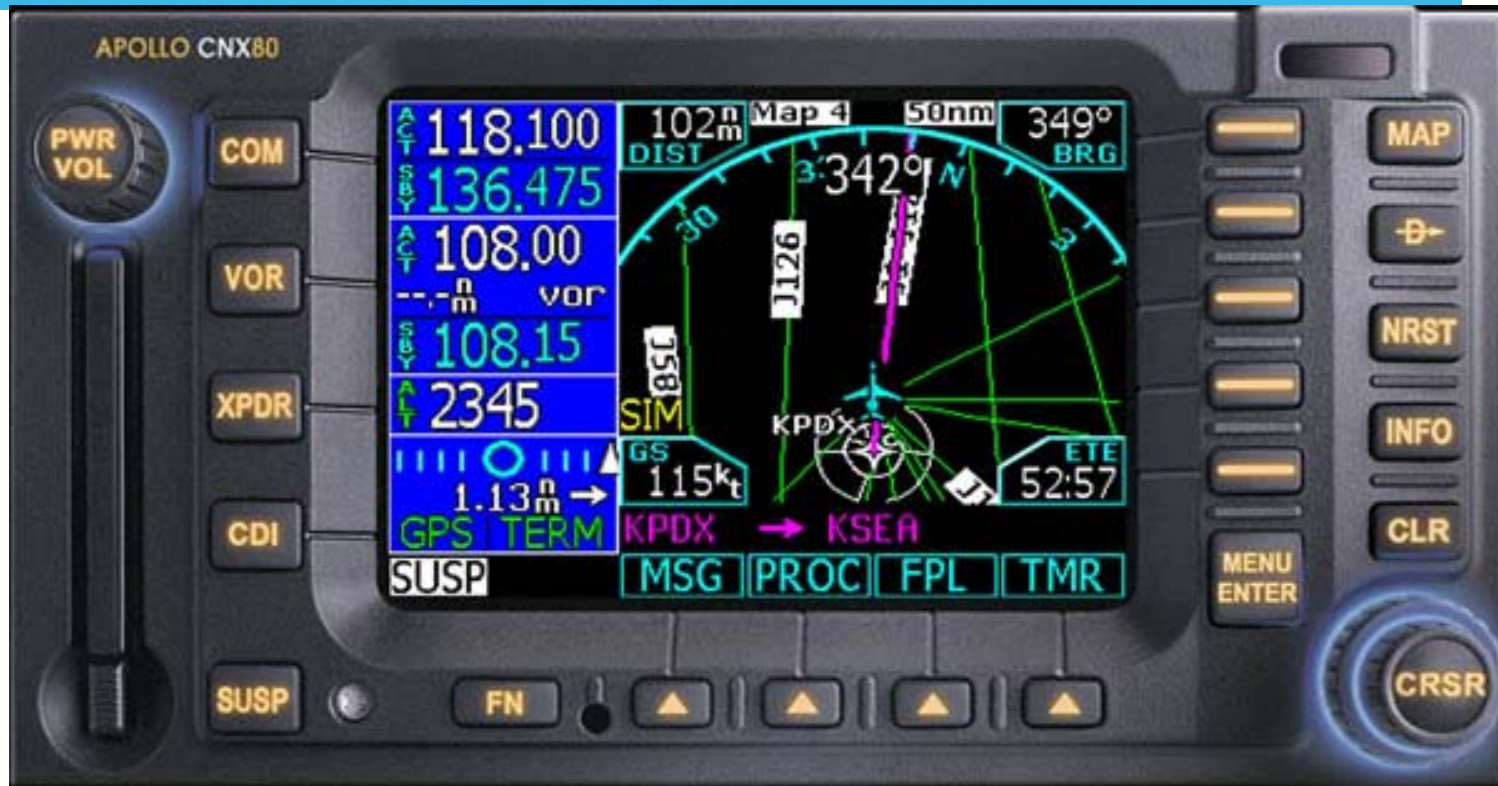 APOLLO CNX80
PWR
VOL
COM
VOR
XPDR
CDI
SUSP
ACT 118.100
SBY 136.475
ACT 108.00
--.-nm vor
SBY 108.15
ALT 2345
1.13nm →
GPS TERM
SUSP
102nm
DIST
Map 4
50nm
349°
BRG
342°
N
30
3
J126
J58
SIM
KPDX
GS
115kt
ETE
52:57
KPDX → KSEA
MSG PROC FPL TMR
FN
MAP
D
NRST
INFO
CLR
MENU
ENTER
CRSR